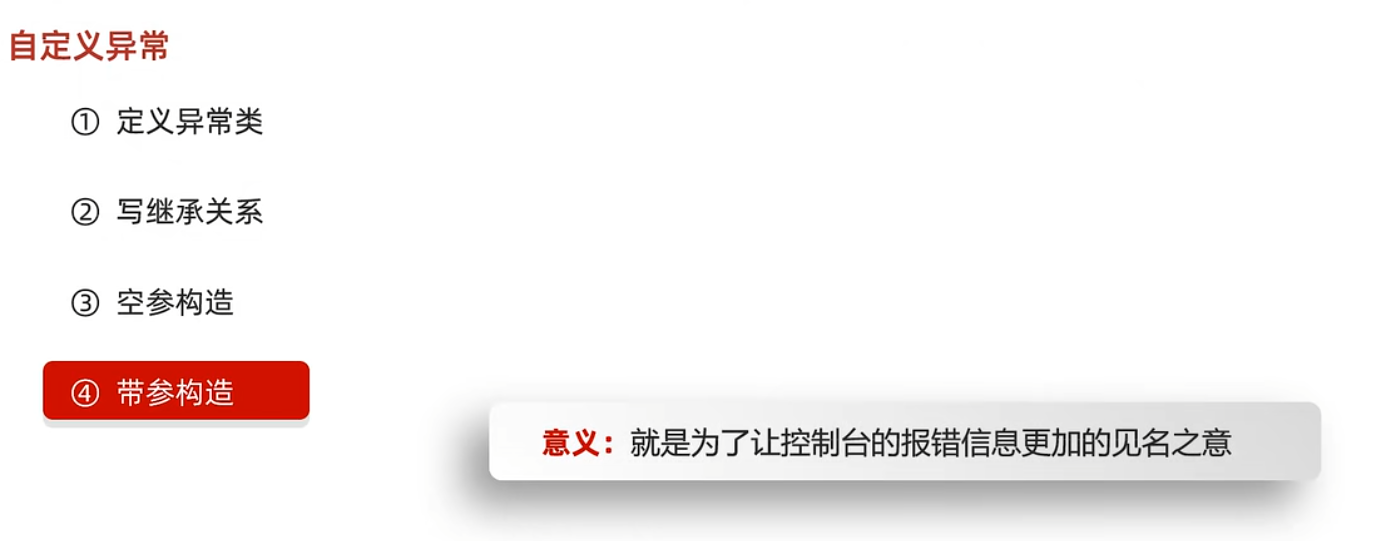 自定义异常
① 定义异常类
② 写继承关系
③ 空参构造
④ 带参构造
意义：就是为了让控制台的报错信息更加的见名之意